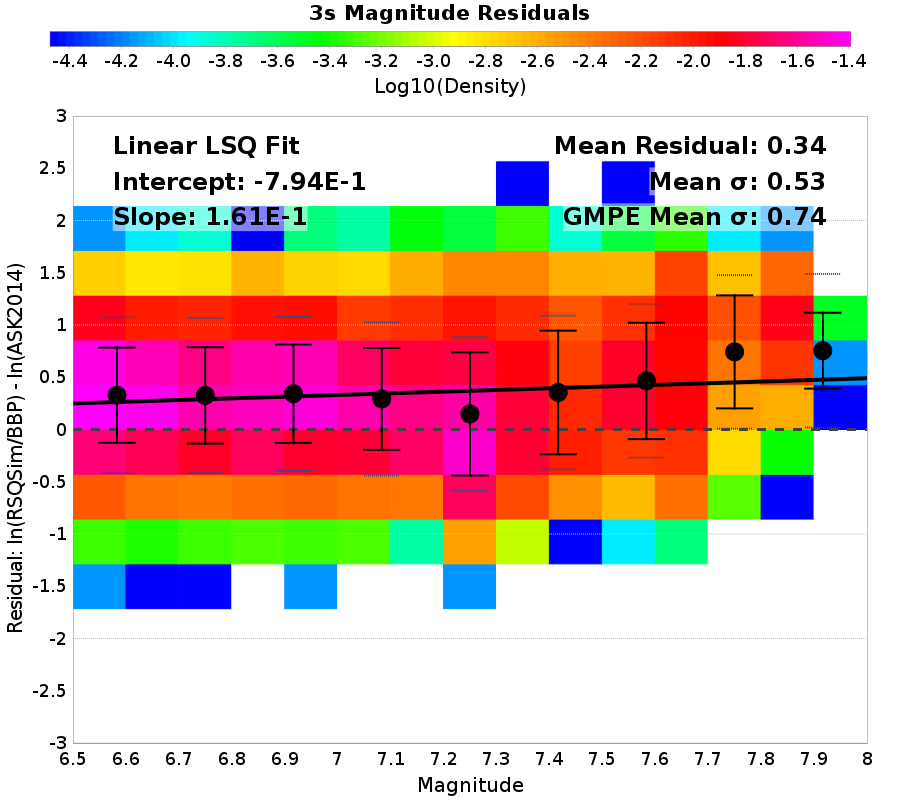 3s Magnitude Residuals
-4.4 -4.2 -4.0 -3.8 -3.6 -3.4 -3.2 -3.0 -2.8 -2.6 -2.4 -2.2 -2.0 -1.8 -1.6 -1.4
Log10(Density)
Linear LSQ Fit
Intercept: -7.94E-1
Slope: 1.61E-1
Mean Residual: 0.34
Mean σ: 0.53
GMPE Mean σ: 0.74
Residual: ln(RSQSim/BBP) - ln(ASK2014)
3
2.5
2
1.5
1
0.5
0
-0.5
-1
-1.5
-2
-2.5
-3
6.5 6.6 6.7 6.8 6.9 7 7.1 7.2 7.3 7.4 7.5 7.6 7.7 7.8 7.9 8
Magnitude